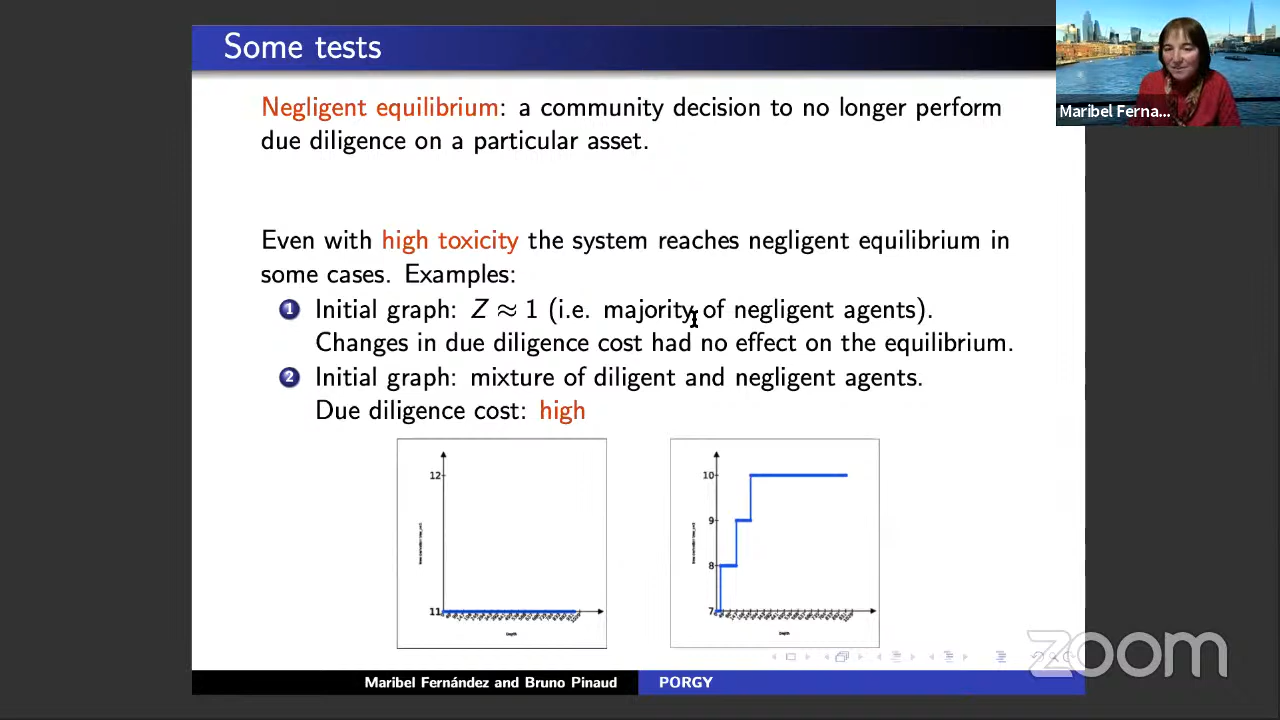 Some tests
Maribel Ferna...
Negligent equilibrium: a community decision to no longer perform
due diligence on a particular asset.
Even with high toxicity the system reaches negligent equilibrium in
some cases. Examples:
1 Initial graph: Z ≈ 1 (i.e. majority of negligent agents).
Changes in due diligence cost had no effect on the equilibrium.
2 Initial graph: mixture of diligent and negligent agents.
Due diligence cost: high
12
11
Depth
10
9
8
7
Depth
zoom
Maribel Fernández and Bruno Pinaud
PORGY